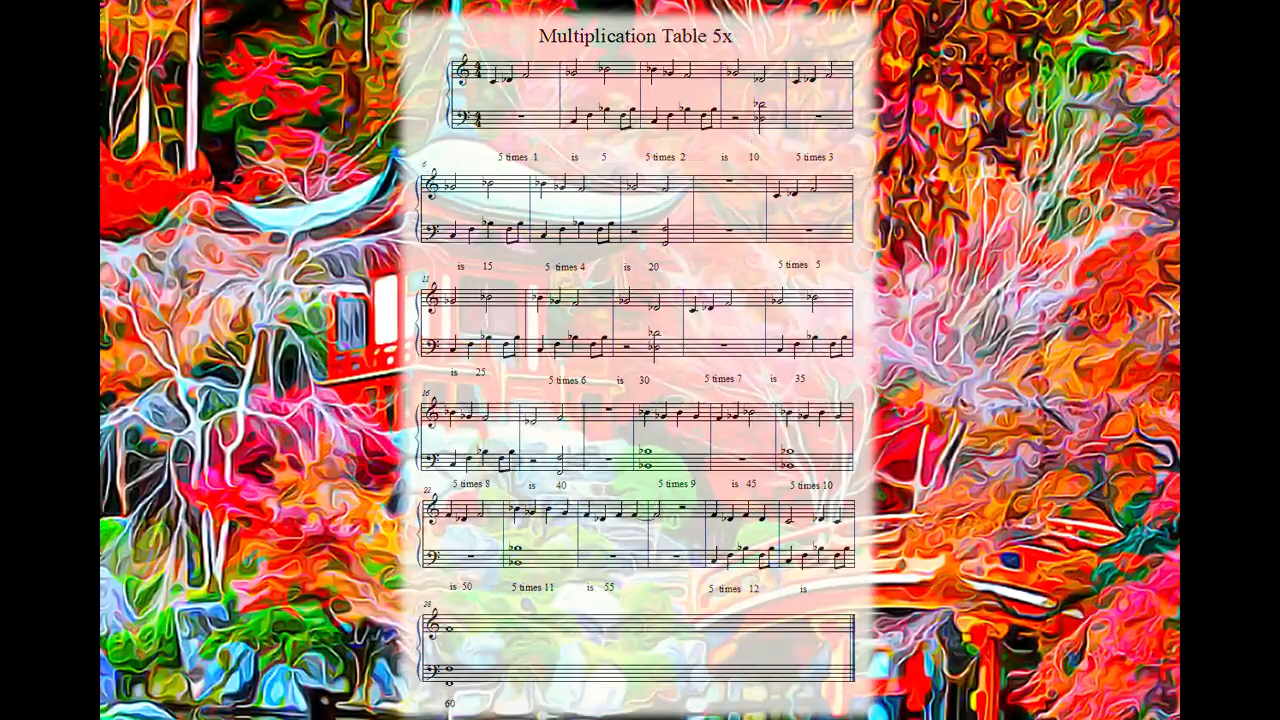 Multiplication Table 5x
5 times 1 is 5 5 times 2 is 10 5 times 3
6
is 15 5 times 4 is 20 5 times 5
11
is 25 5 times 6 is 30 5 times 7 is 35
16
5 times 8 is 40 5 times 9 is 45 5 times 10
22
is 50 5 times 11 is 55 5 times 12 is
28
60